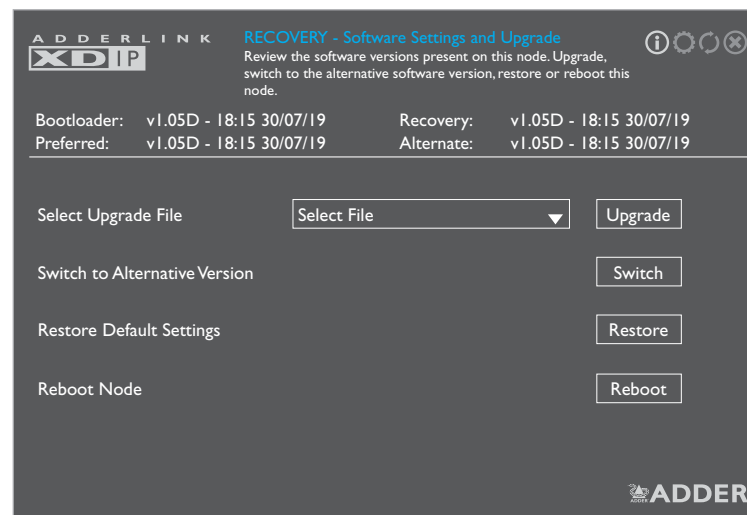 ADDERLINK
XDIP
RECOVERY - Software Settings and Upgrade
Review the software versions present on this node. Upgrade,
switch to the alternative software version, restore or reboot this
node.
Bootloader: v1.05D - 18:15 30/07/19 Recovery: v1.05D - 18:15 30/07/19
Preferred: v1.05D - 18:15 30/07/19 Alternate: v1.05D - 18:15 30/07/19
Select Upgrade File Select File Upgrade
Switch to Alternative Version Switch
Restore Default Settings Restore
Reboot Node Reboot
ADDER